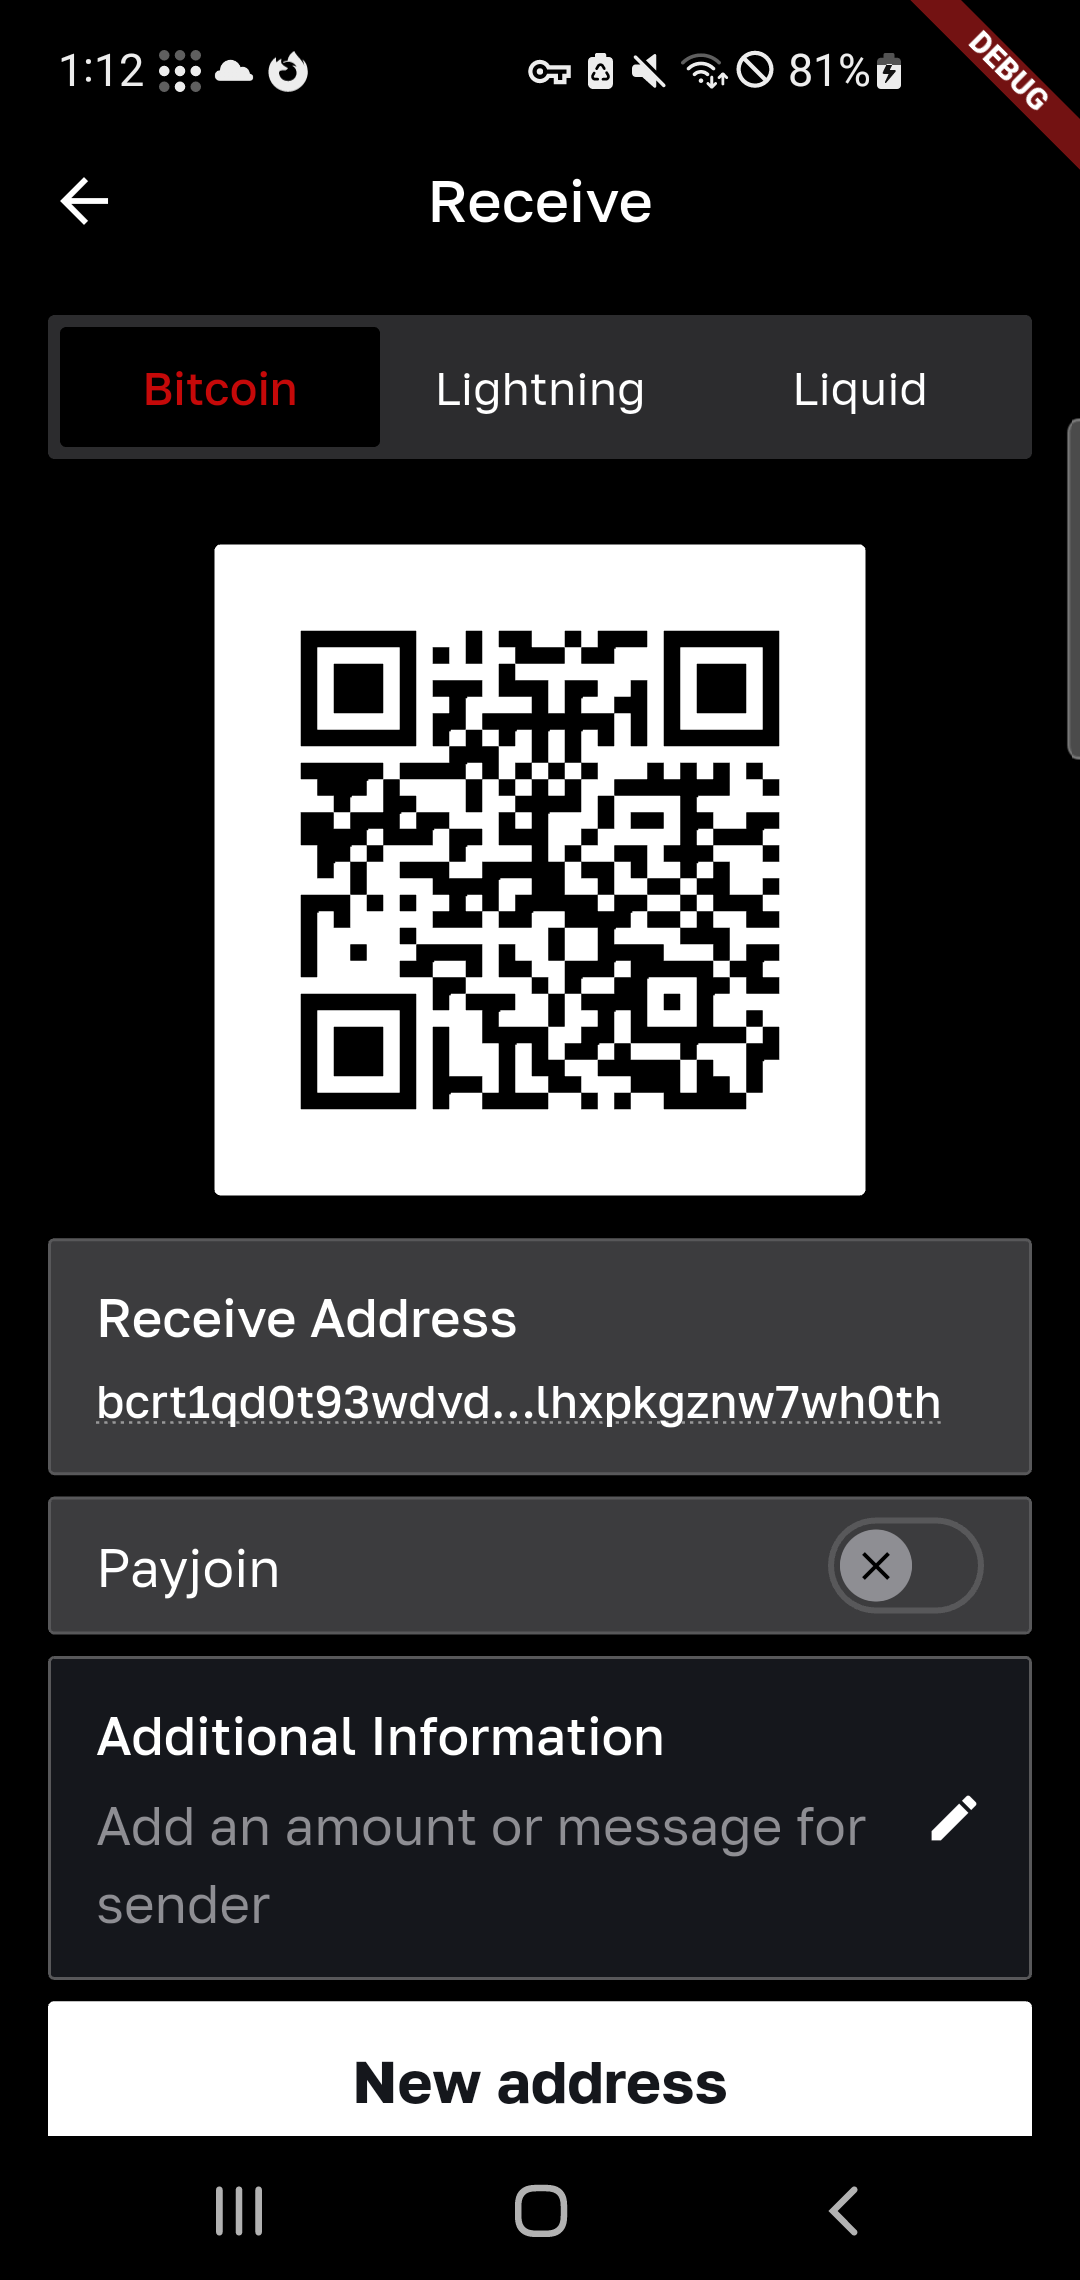 1:12
81%
DEBUG
Receive
Bitcoin
Lightning
Liquid
Receive Address
bcrt1qd0t93wdvd...lhxpkgznw7wh0th
Payjoin
Additional Information
Add an amount or message for
sender
New address